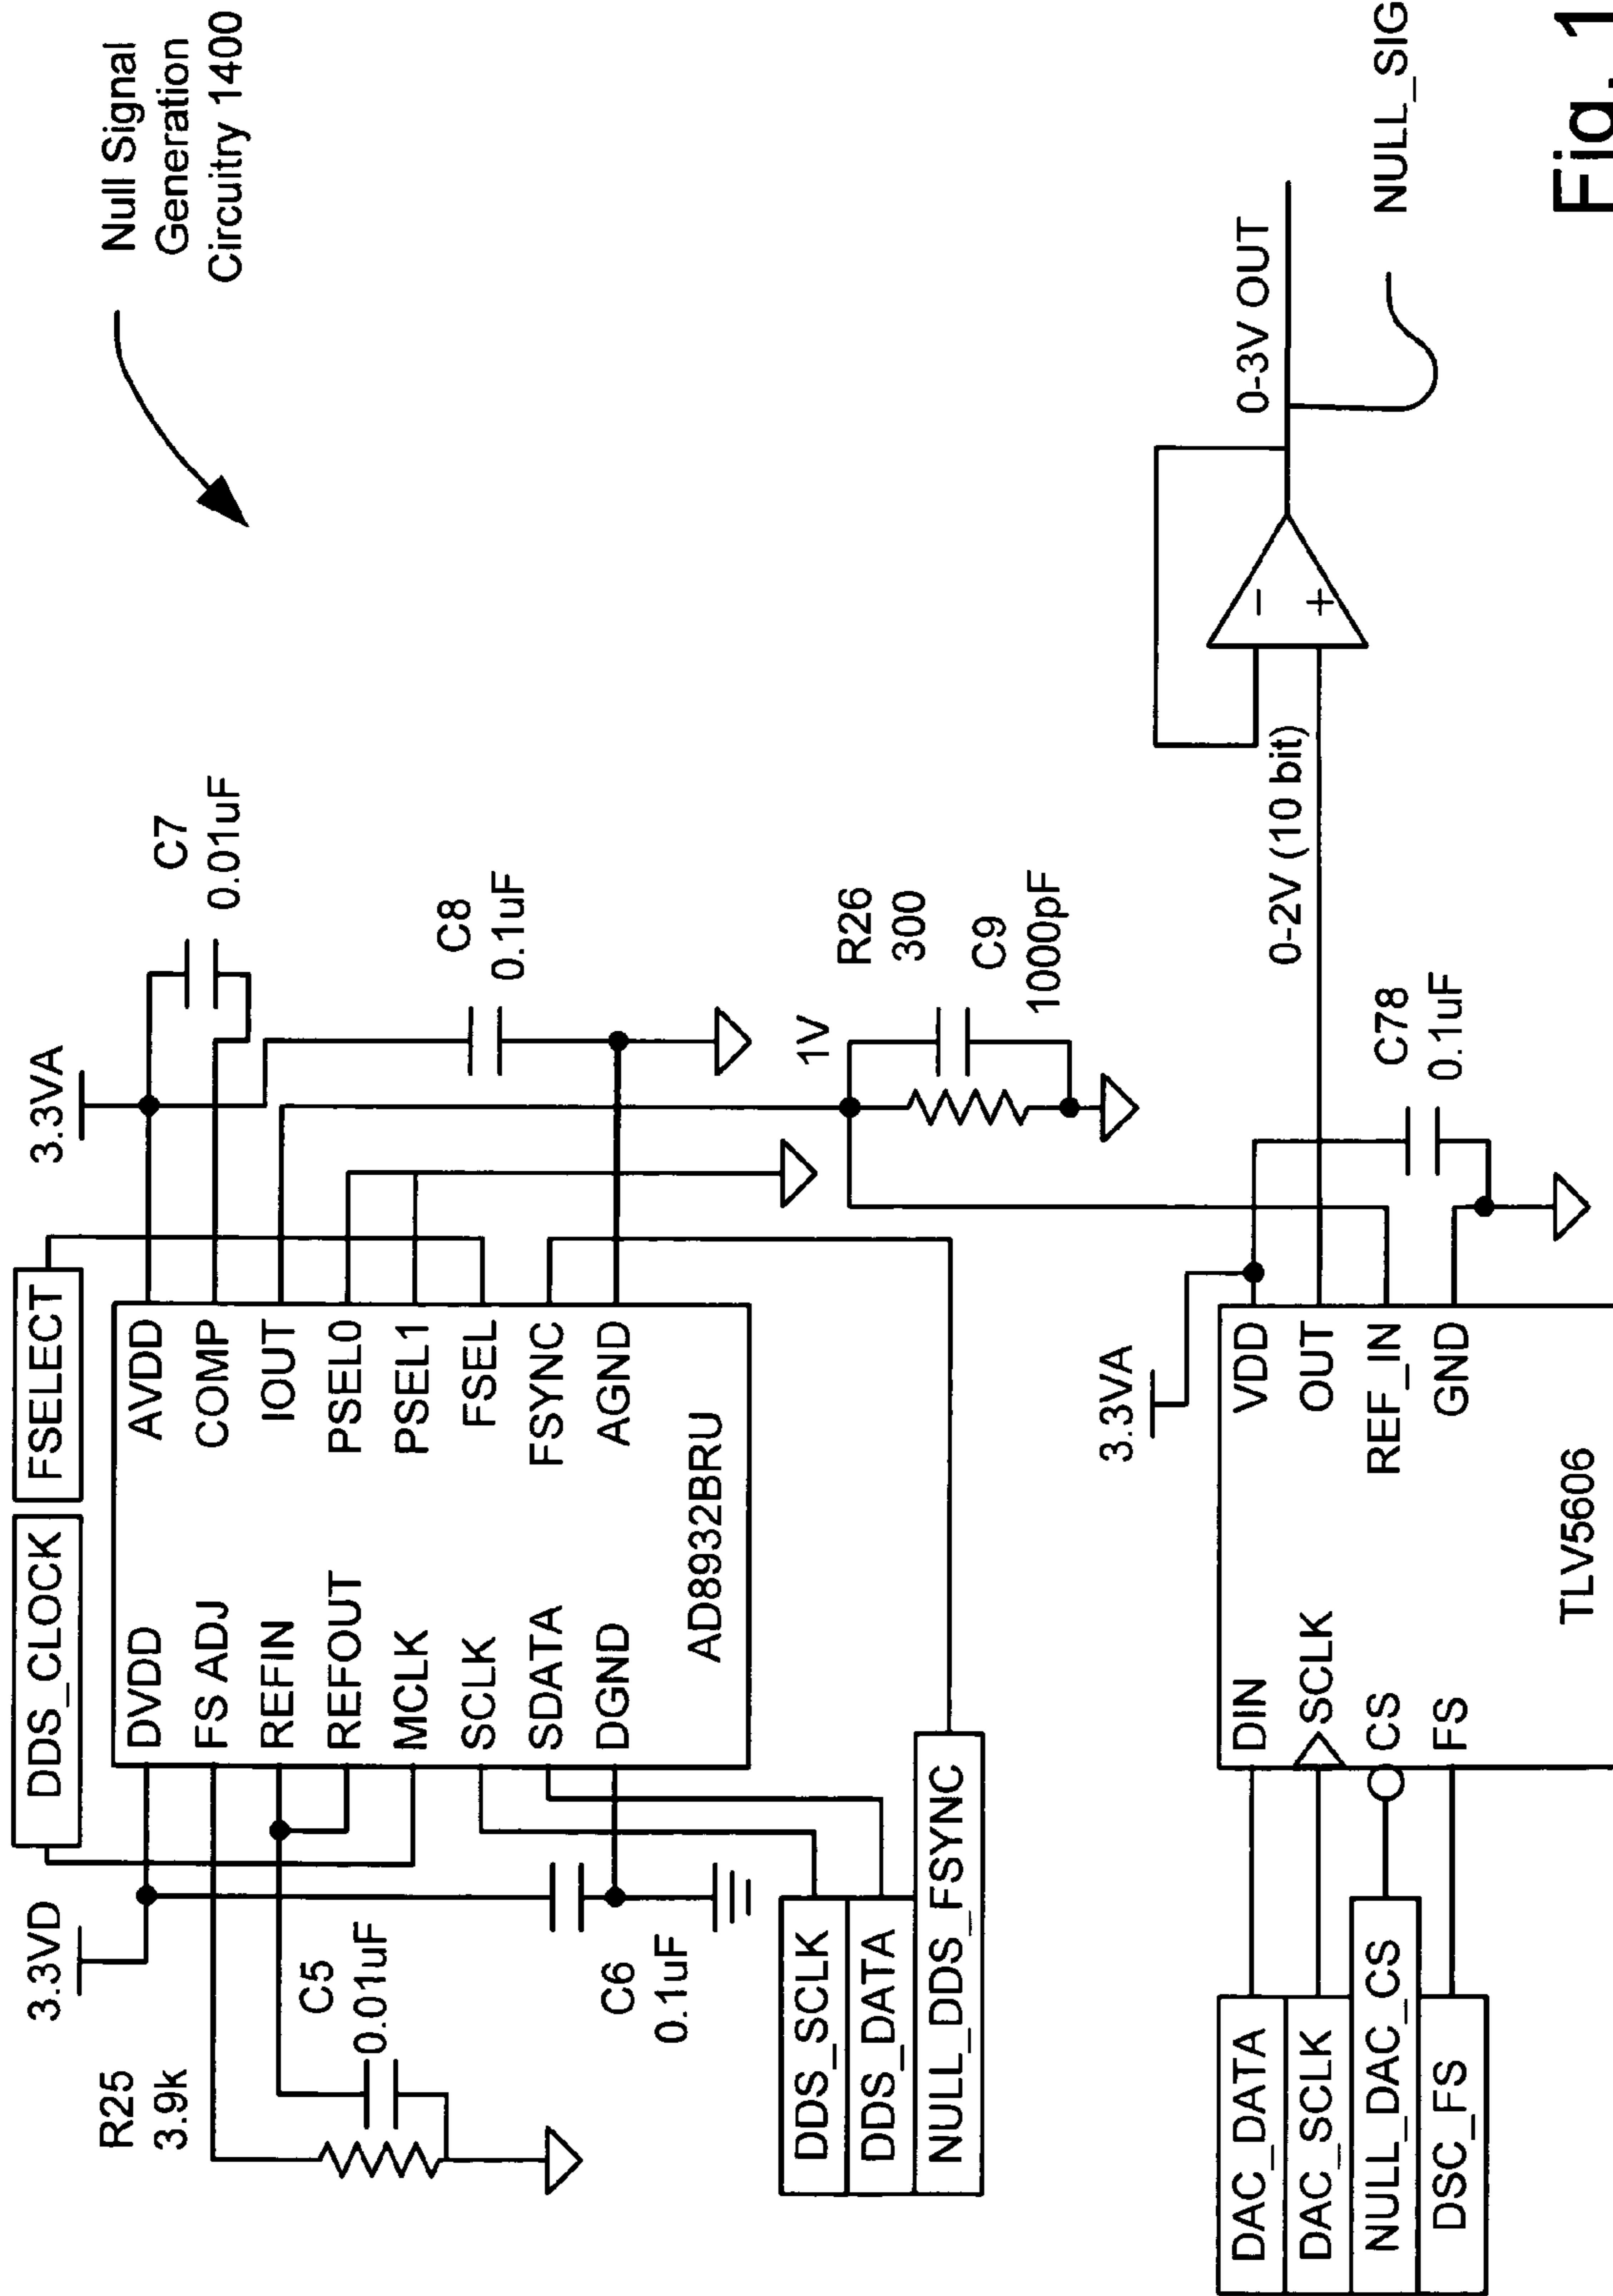 Null Signal
Generation
Circuitry 1400
3.3VD
DDS_CLOCK
FSELECT
3.3VA
C7
0.01uF
R25
3.9k
C5
0.01uF
C6
0.1uF
DVDD
FS ADJ
REFIN
REFOUT
MCLK
SCLK
SDATA
DGND
AVDD
COMP
IOUT
PSEL0
PSEL1
FSEL
FSYNC
AGND
AD8932BRU
C8
0.1uF
1V
R26
300
C9
1000pF
DDS_SCLK
DDS_DATA
NULL_DDS_FSYNC
3.3VA
DAC_DATA
DAC_SCLK
NULL_DAC_CS
DSC_FS
DIN
SCLK
CS
FS
VDD
OUT
REF_IN
GND
TLV5606
C78
0.1uF
0-2V (10 bit)
-
+
0-3V OUT
NULL_SIG
Fig. 1